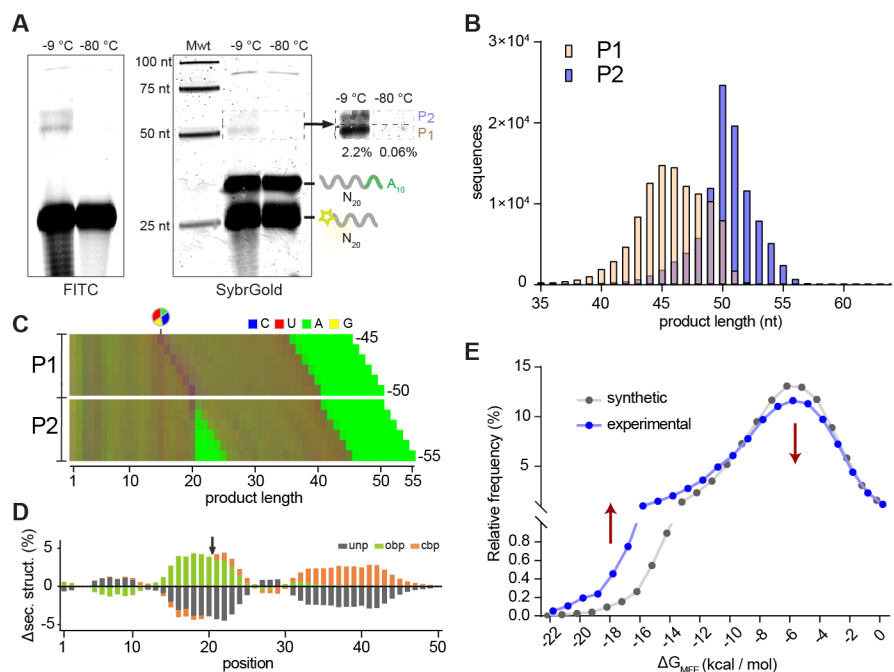 A
-9 °C -80 °C
FITC
Mwt -9 °C -80 °C
100 nt
75 nt
50 nt
25 nt
SybrGold
-9 °C -80 °C
P2
P1
2.2% 0.06%
A10
N20
N20
B
3×10⁴
2×10⁴
1×10⁴
0
sequences
P1
P2
35 45 55 65
product length (nt)
C
C U A G
P1
P2
-45
-50
-55
1 10 20 30 40 50 55
product length
D
Δsec. struct. (%)
5
0
-5
unp obp cbp
1 10 20 30 40 50
position
E
Relative frequency (%)
15
10
5
0.8
0.6
0.4
0.2
0.0
synthetic
experimental
-22 -20 -18 -16 -14 -12 -10 -8 -6 -4 -2 0
ΔGMFE (kcal / mol)